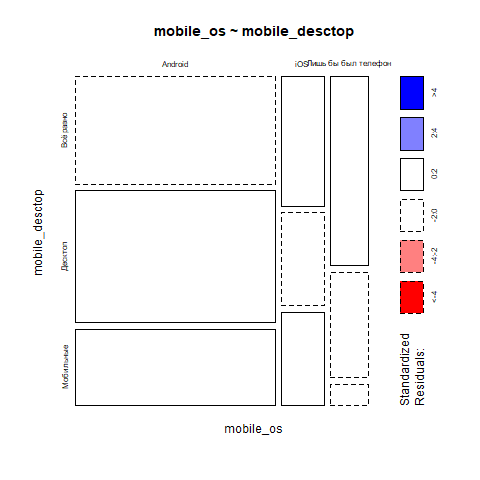 mobile_os ~ mobile_desctop
Android
iOS
Лишь бы был телефон
Всё равно
Десктоп
Мобильные
mobile_desctop
mobile_os
>4
2:4
0:2
-2:0
-4:-2
<-4
Standardized
Residuals: